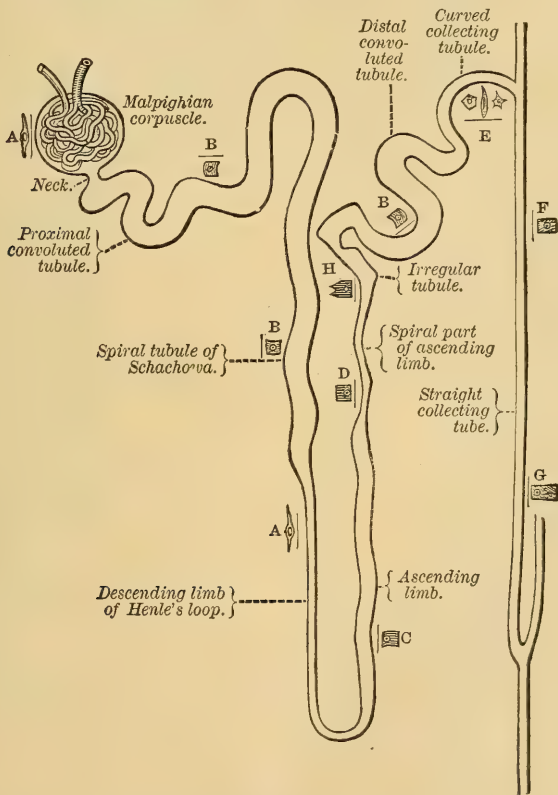 Distal
convo-
luted
tubule.
Curved
collecting
tubule.
Malpighian
corpuscle.
A
B
E
Neck.
Proximal
convoluted
tubule.
B
F
H
Irregular
tubule.
B
Spiral tubule of
Schachowa.
Spiral part
of ascending
limb.
D
Straight
collecting
tube.
G
A
Descending limb
of Henle's loop.
Ascending
limb.
C